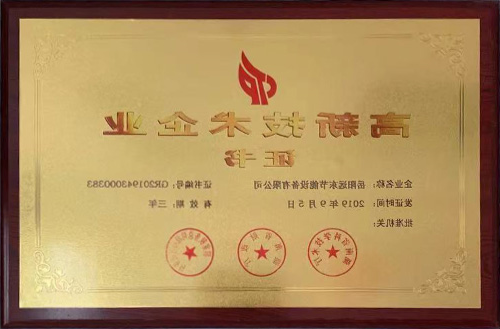 高新技术企业
证书
企业名称：岳阳远东节能设备有限公司 证书编号：GR201943000383
发证时间：2019年9月5日 有效期：三年
批准机关：